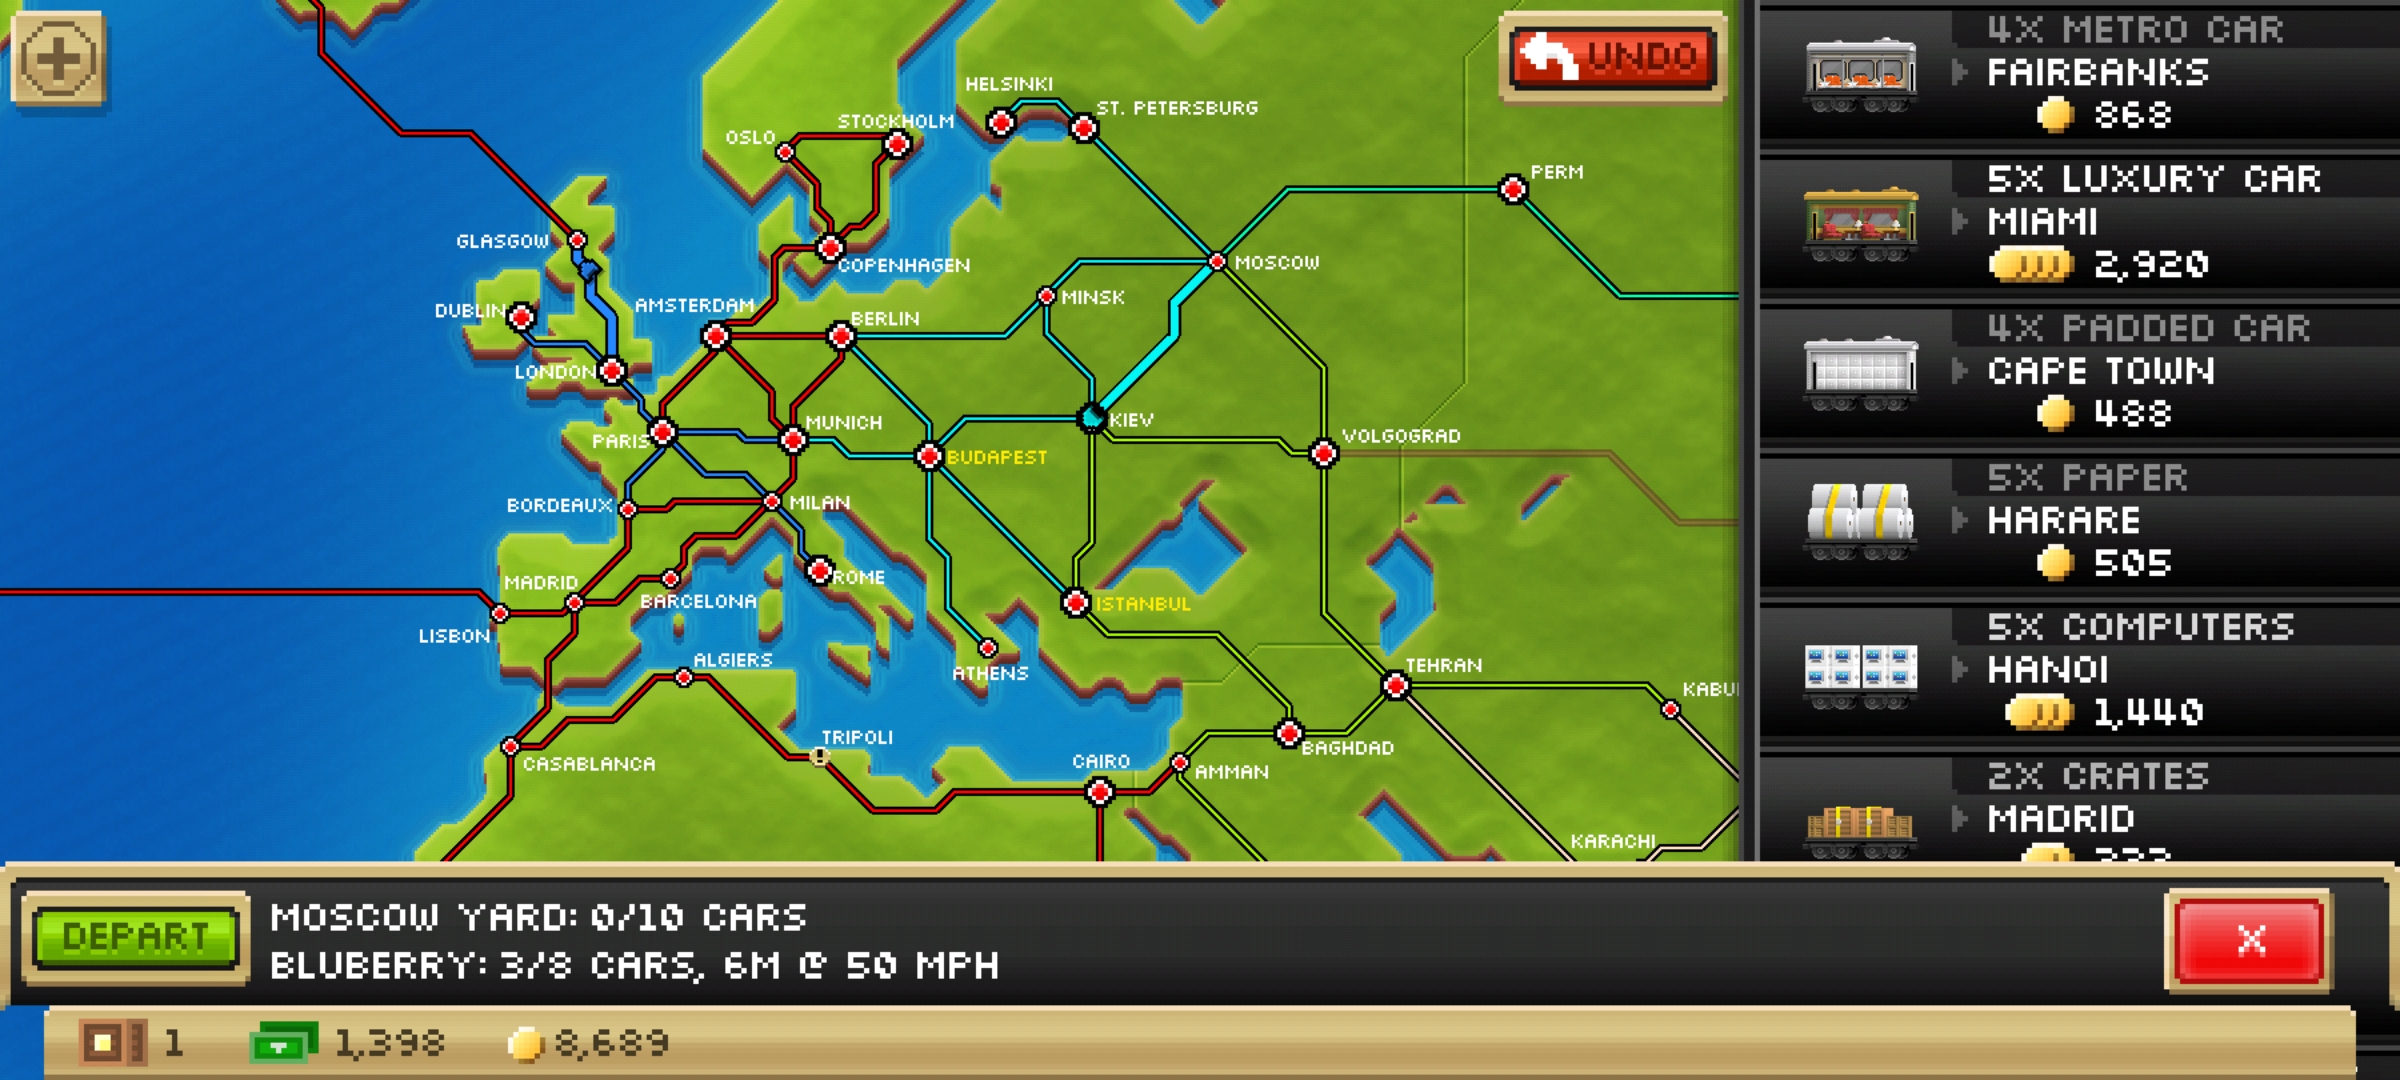 UNDO
HELSINKI
ST. PETERSBURG
STOCKHOLM
OSLO
PERM
GLASGOW
COPENHAGEN
MOSCOW
MINSK
DUBLIN
AMSTERDAM
BERLIN
LONDON
PARIS
MUNICH
KIEV
VOLGOGRAD
BUDAPEST
BORDEAUX
MILAN
MADRID
ROME
BARCELONA
ISTANBUL
LISBON
ALGIERS
ATHENS
TEHRAN
KABU
TRIPOLI
CASABLANCA
CAIRO
AMMAN
BAGHDAD
KARACHI
4X METRO CAR
FAIRBANKS
868
5X LUXURY CAR
MIAMI
2,920
4X PADDED CAR
CAPE TOWN
488
5X PAPER
HARARE
505
5X COMPUTERS
HANOI
1,440
2X CRATES
MADRID
DEPART
MOSCOW YARD: 0/10 CARS
BLUBERRY: 3/8 CARS, 6M @ 50 MPH
X
1
1,398
8,689